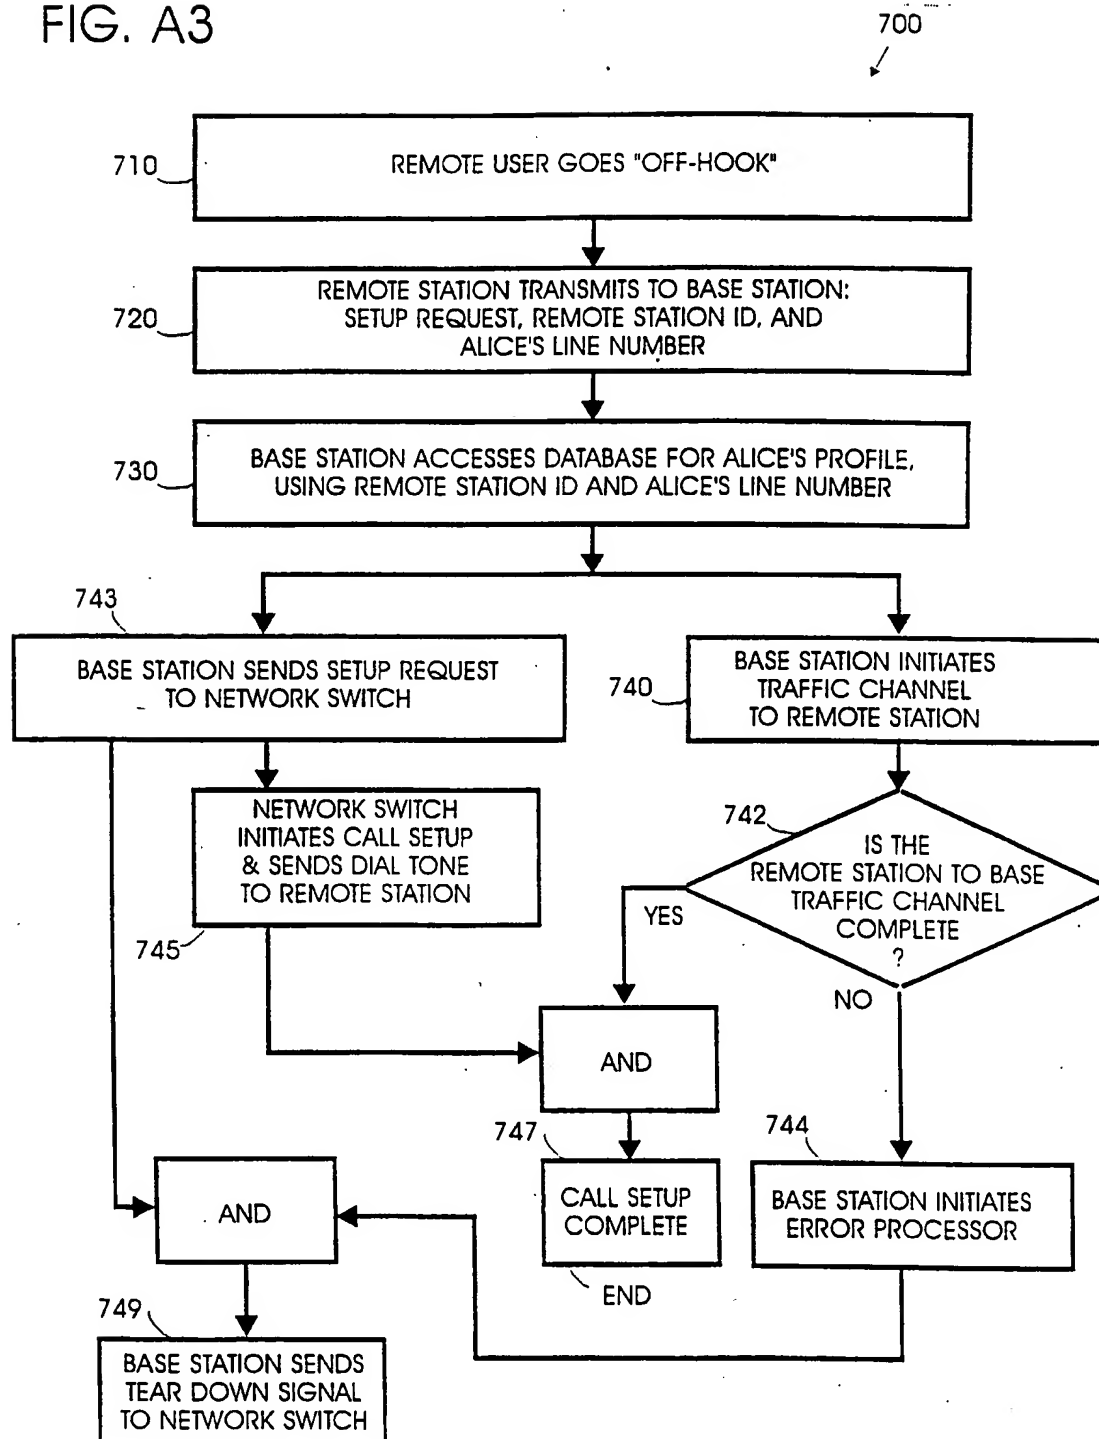 FIG. A3
700
710
REMOTE USER GOES "OFF-HOOK"
720
REMOTE STATION TRANSMITS TO BASE STATION:
SETUP REQUEST, REMOTE STATION ID, AND
ALICE'S LINE NUMBER
730
BASE STATION ACCESSES DATABASE FOR ALICE'S PROFILE,
USING REMOTE STATION ID AND ALICE'S LINE NUMBER
743
BASE STATION SENDS SETUP REQUEST
TO NETWORK SWITCH
740
BASE STATION INITIATES
TRAFFIC CHANNEL
TO REMOTE STATION
NETWORK SWITCH
INITIATES CALL SETUP
& SENDS DIAL TONE
TO REMOTE STATION
745
742
IS THE
REMOTE STATION TO BASE
TRAFFIC CHANNEL
COMPLETE
?
YES
NO
AND
747
CALL SETUP
COMPLETE
END
744
BASE STATION INITIATES
ERROR PROCESSOR
AND
749
BASE STATION SENDS
TEAR DOWN SIGNAL
TO NETWORK SWITCH